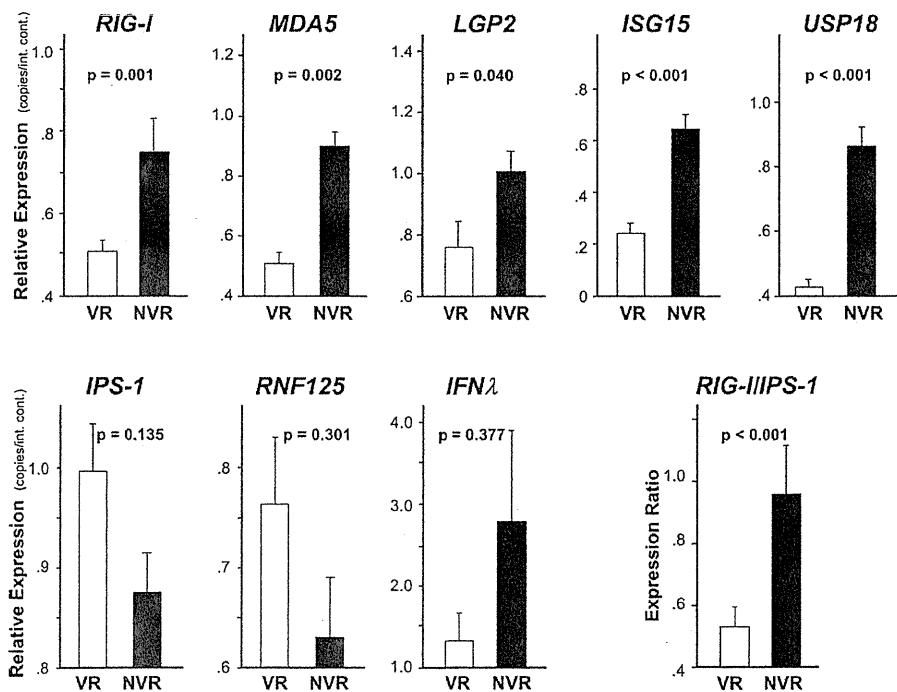 RIG-I MDA5 LGP2 ISG15 USP18
Relative Expression (copies/int. cont.)
1.0 .8 .6 .4
p = 0.001
VR NVR
1.2 1.0 .8 .6 .4
p = 0.002
VR NVR
1.4 1.2 1.0 .8 .6
p = 0.040
VR NVR
.8 .6 .4 .2 0
p < 0.001
VR NVR
1.0 .8 .6 .4
p < 0.001
VR NVR
IPS-1 RNF125 IFNλ RIG-I/IPS-1
Relative Expression (copies/int. cont.)
1.0 .9 .8
p = 0.135
VR NVR
.8 .7 .6
p = 0.301
VR NVR
4.0 3.0 2.0 1.0
p = 0.377
VR NVR
Expression Ratio
1.0 .8 .6 .4
p < 0.001
VR NVR